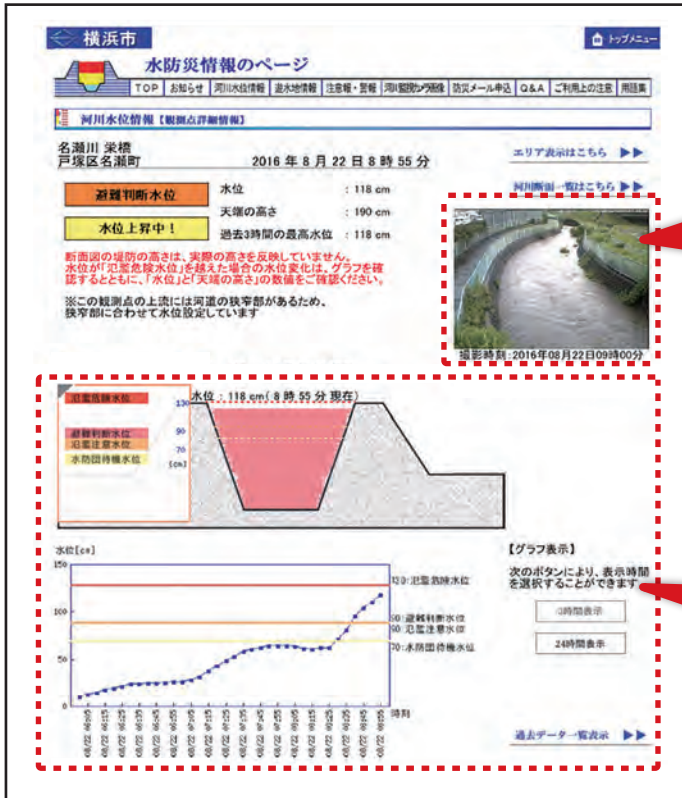 横浜市
トップメニュー
水防災情報のページ
TOP お知らせ 河川水位情報 遊水地情報 注意報・警報 河川監視カメラ画像 防災メール申込 Q&A ご利用上の注意 用語集
河川水位情報【観測点詳細情報】
名瀬川 栄橋
戸塚区名瀬町
2016 年 8 月 22 日 8 時 55 分
エリア表示はこちら
河川断面一覧はこちら
避難判断水位
水位上昇中!
水位 : 118 cm
天端の高さ : 190 cm
過去3時間の最高水位 : 118 cm
断面図の堤防の高さは、実際の高さを反映していません。
水位が「氾濫危険水位」を越えた場合の水位変化は、グラフを確
認するとともに、「水位」と「天端の高さ」の数値をご確認ください。
※この観測点の上流には河道の狭窄部があるため、
狭窄部に合わせて水位設定しています
撮影時刻:2016年08月22日09時00分
水位 : 118 cm( 8 時 55 分 現在)
氾濫危険水位
130
避難判断水位
90
氾濫注意水位
70
水防団待機水位
[cm]
水位[cm]
150
100
50
0
130:氾濫危険水位
90:避難判断水位
90:氾濫注意水位
70:水防団待機水位
時刻
【グラフ表示】
次のボタンにより、表示時間
を選択することができます
3時間表示
24時間表示
過去データ一覧表示